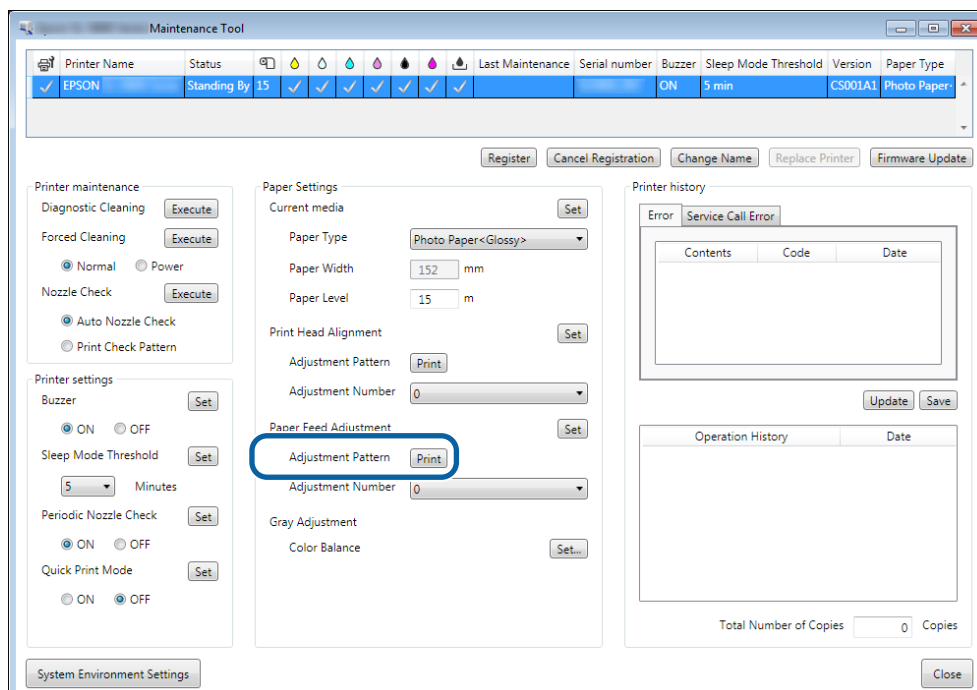 Maintenance Tool
Printer Name Status Last Maintenance Serial number Buzzer Sleep Mode Threshold Version Paper Type
EPSON Standing By 15 ON 5 min CS001A1 Photo Paper-
Register Cancel Registration Change Name Replace Printer Firmware Update
Printer maintenance
Diagnostic Cleaning Execute
Forced Cleaning Execute
Normal Power
Nozzle Check Execute
Auto Nozzle Check
Print Check Pattern
Printer settings
Buzzer Set
ON OFF
Sleep Mode Threshold Set
5 Minutes
Periodic Nozzle Check Set
ON OFF
Quick Print Mode Set
ON OFF
Paper Settings
Current media Set
Paper Type Photo Paper<Glossy>
Paper Width 152 mm
Paper Level 15 m
Print Head Alignment Set
Adjustment Pattern Print
Adjustment Number 0
Paper Feed Adjustment Set
Adjustment Pattern Print
Adjustment Number 0
Gray Adjustment
Color Balance Set...
Printer history
Error Service Call Error
Contents Code Date
Update Save
Operation History Date
Total Number of Copies 0 Copies
System Environment Settings Close